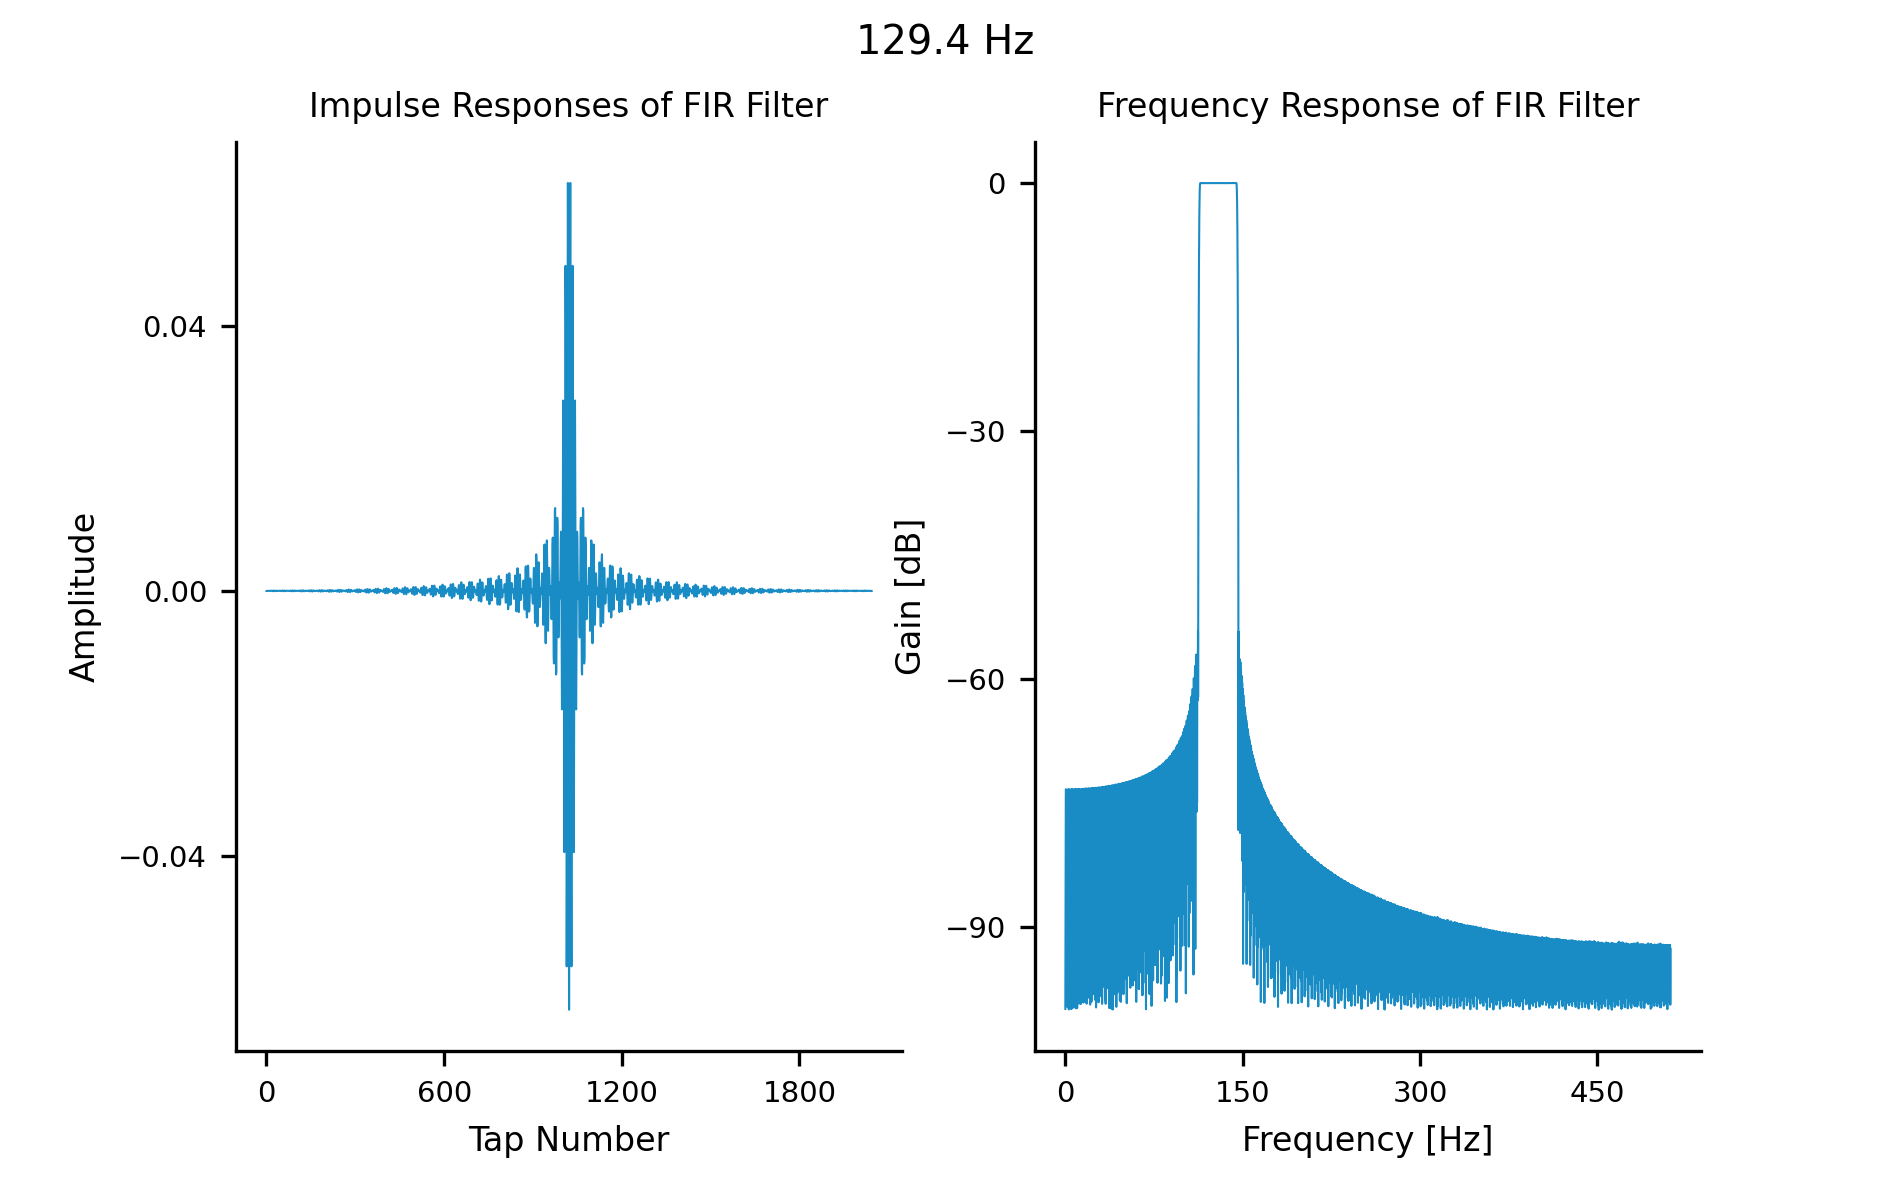 129.4 Hz
Impulse Responses of FIR Filter
Amplitude
0.04
0.00
−0.04
0 600 1200 1800
Tap Number
Frequency Response of FIR Filter
Gain [dB]
0
−30
−60
−90
0 150 300 450
Frequency [Hz]